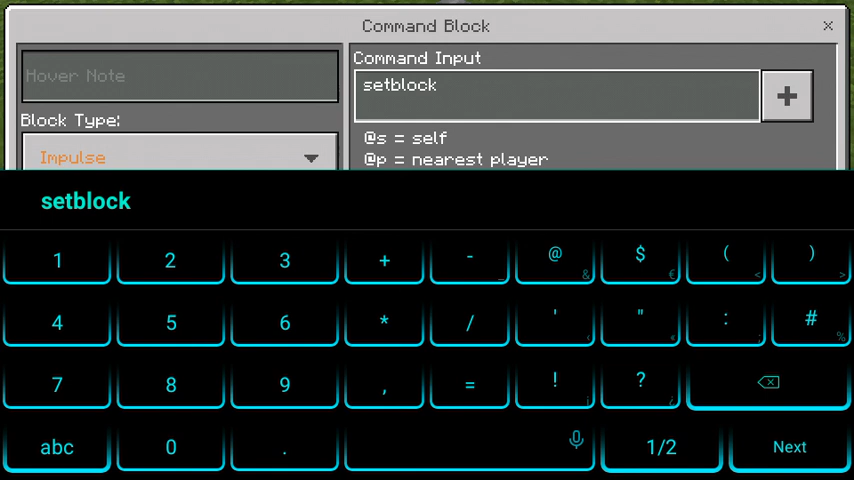 Command Block
×
Hover Note
Command Input
setblock
+
Block Type:
@s = self
Impulse
@p = nearest player
setblock
1 2 3 + - _ @ & $ € ( < ) >
4 5 6 * / ' " : ; # %
7 8 9 , = ! ¡ ? ¿
abc 0 . 1/2 Next